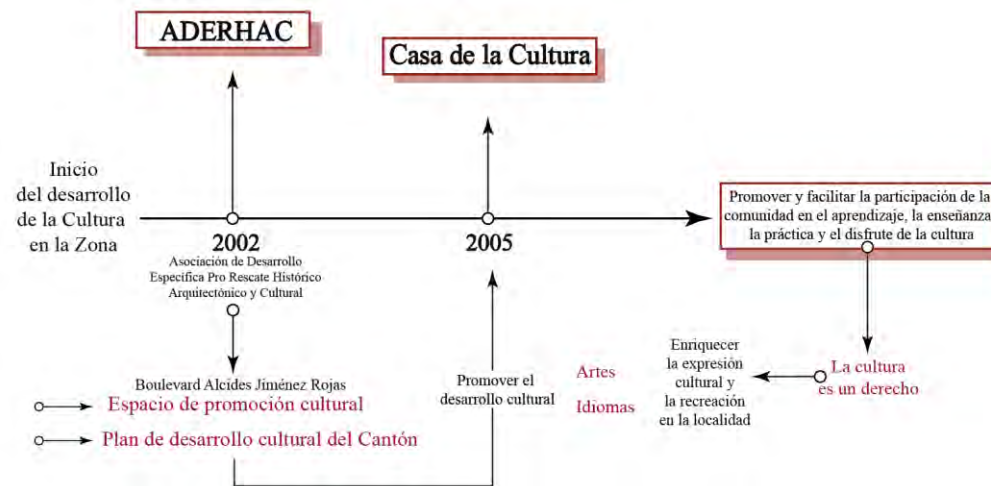 ADERHAC
Casa de la Cultura
Inicio
del desarrollo
de la Cultura
en la Zona
2002
Asociación de Desarrollo
Específica Pro Rescate Histórico
Arquitectónico y Cultural
2005
Promover y facilitar la participación de la
comunidad en el aprendizaje, la enseñanza
la práctica y el disfrute de la cultura
Boulevard Alcides Jiménez Rojas
Espacio de promoción cultural
Plan de desarrollo cultural del Cantón
Promover el
desarrollo cultural
Artes
Idiomas
Enriquecer
la expresión
cultural y
la recreación
en la localidad
La cultura
es un derecho